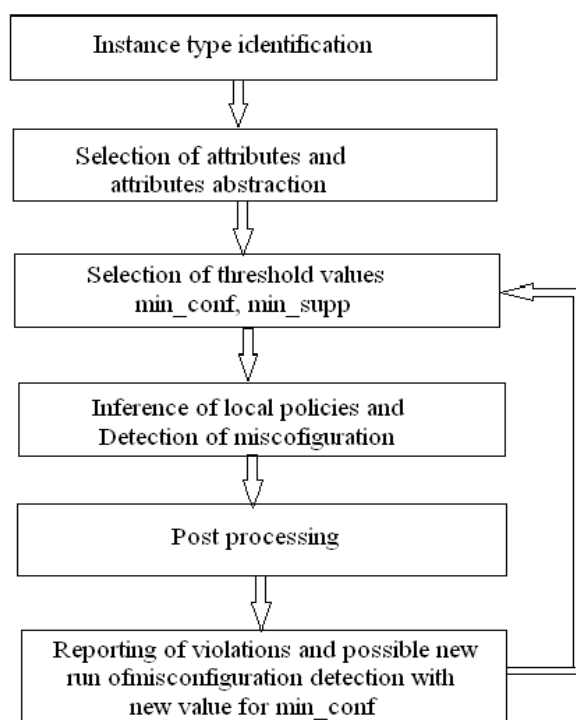 Instance type identification
Selection of attributes and
attributes abstraction
Selection of threshold values
min_conf, min_supp
Inference of local policies and
Detection of miscofiguration
Post processing
Reporting of violations and possible new
run ofmisconfiguration detection with
new value for min_conf